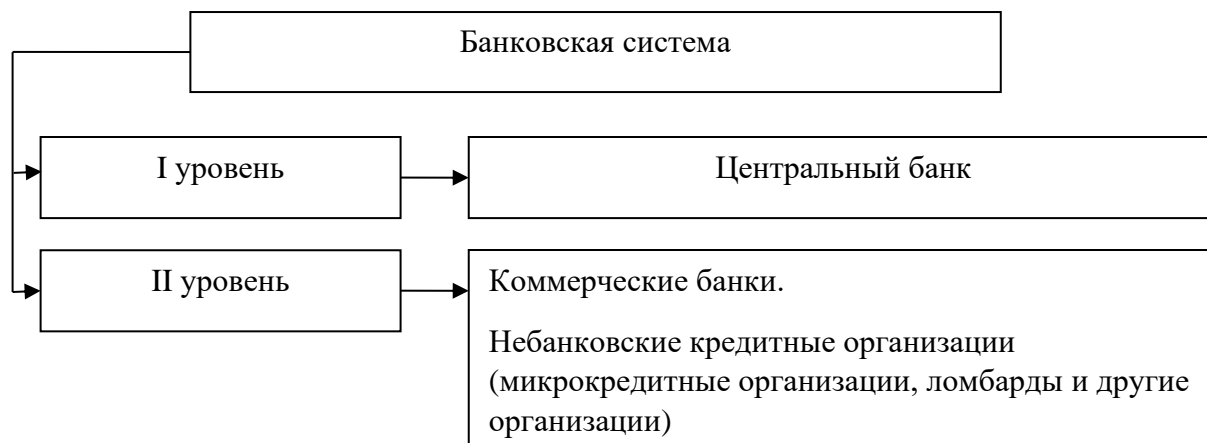 Банковская система
I уровень
Центральный банк
II уровень
Коммерческие банки.
Небанковские кредитные организации
(микрокредитные организации, ломбарды и другие
организации)